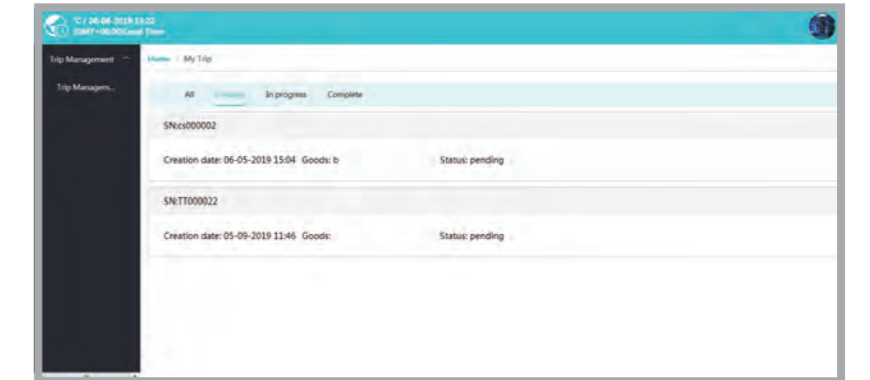 °C / 06-06-2019 13:22
(GMT+08:00)Local Time
Trip Management
Home / My Trip
Trip Managem...
All Created In progress Complete
SN:cs000002
Creation date: 06-05-2019 15:04 Goods: b Status: pending
SN:TT000022
Creation date: 05-09-2019 11:46 Goods: Status: pending